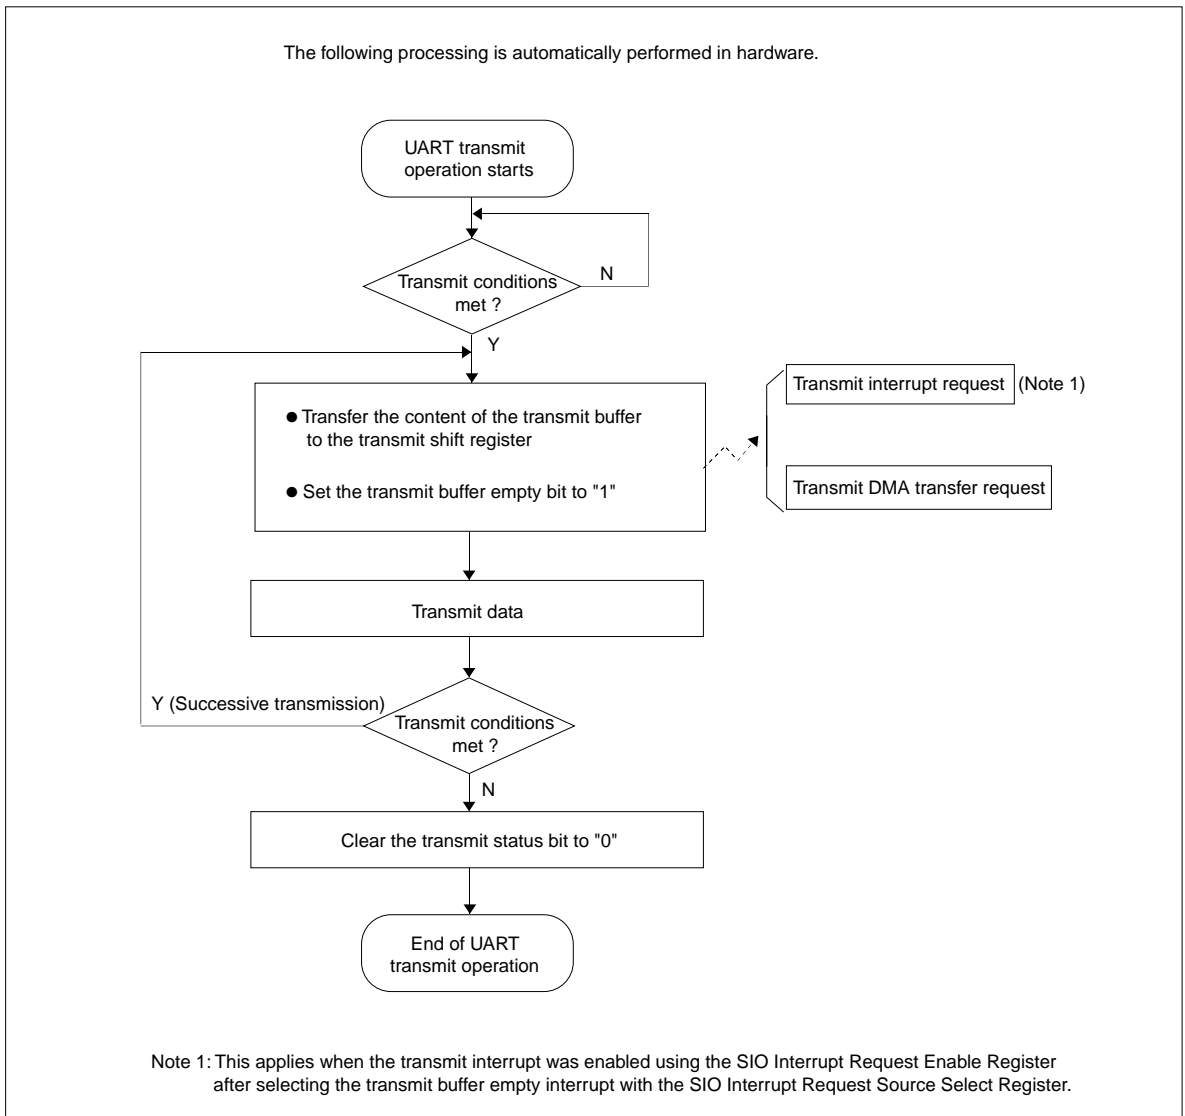 The following processing is automatically performed in hardware.
UART transmit
operation starts
Transmit conditions
met ?
N
Y
● Transfer the content of the transmit buffer
to the transmit shift register
● Set the transmit buffer empty bit to "1"
Transmit interrupt request (Note 1)
Transmit DMA transfer request
Transmit data
Y (Successive transmission)
Transmit conditions
met ?
N
Clear the transmit status bit to "0"
End of UART
transmit operation
Note 1: This applies when the transmit interrupt was enabled using the SIO Interrupt Request Enable Register
after selecting the transmit buffer empty interrupt with the SIO Interrupt Request Source Select Register.